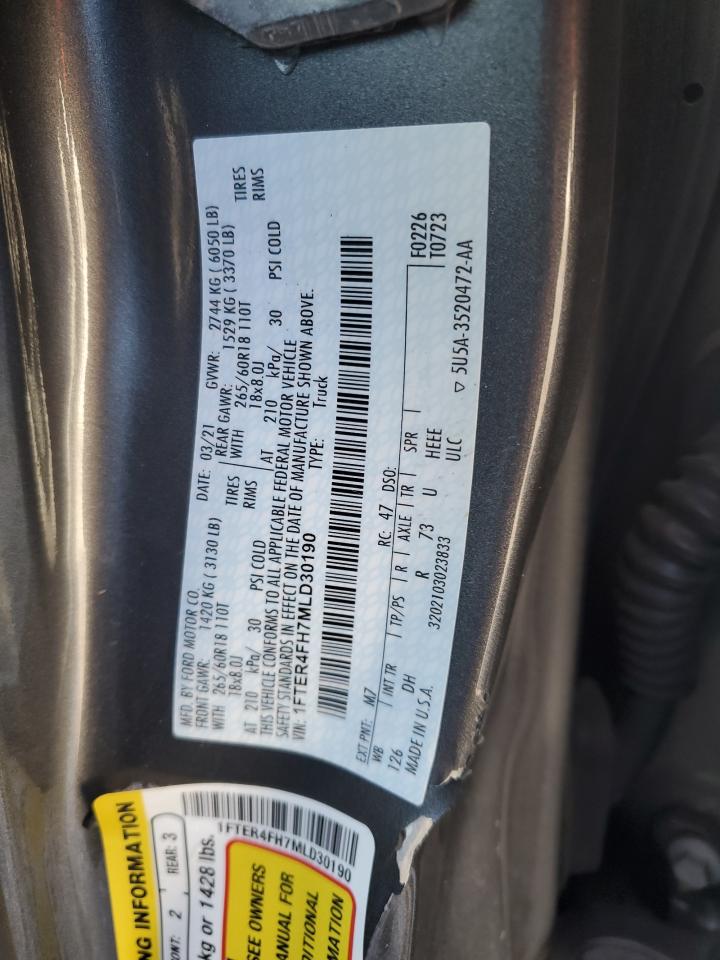 MFD. BY FORD MOTOR CO. DATE: 03/21 GVWR: 2744 KG ( 6050 LB)
FRONT GAWR: 1420 KG ( 3130 LB) REAR GAWR: 1529 KG ( 3370 LB)
WITH 265/60R18 110T TIRES WITH 265/60R18 110T TIRES
18x8.0J RIMS 18x8.0J RIMS
AT 210 kPa/ 30 PSI COLD AT 210 kPa/ 30 PSI COLD
THIS VEHICLE CONFORMS TO ALL APPLICABLE FEDERAL MOTOR VEHICLE
SAFETY STANDARDS IN EFFECT ON THE DATE OF MANUFACTURE SHOWN ABOVE.
VIN: 1FTER4FH7MLD30190 TYPE: Truck
EXT PNT: M7 RC: 47 DSO: F0226
WB INT TR TP/PS R AXLE TR SPR T0723
126 DH R 73 U HEEE
MADE IN U.S.A. 3202103023833 ULC ▽ 5U5A-3520472-AA
NG INFORMATION
ONT: 2 REAR: 3
kg or 1428 lbs.
1FTER4FH7MLD30190
SEE OWNERS
MANUAL FOR
DITIONAL
RMATION